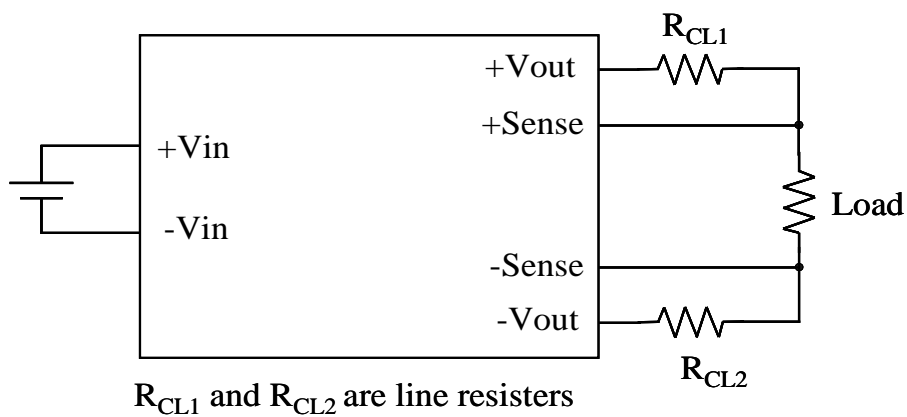 R_CL1
+Vout
+Sense
+Vin
-Vin
Load
-Sense
-Vout
R_CL2
R_CL1 and R_CL2 are line resisters